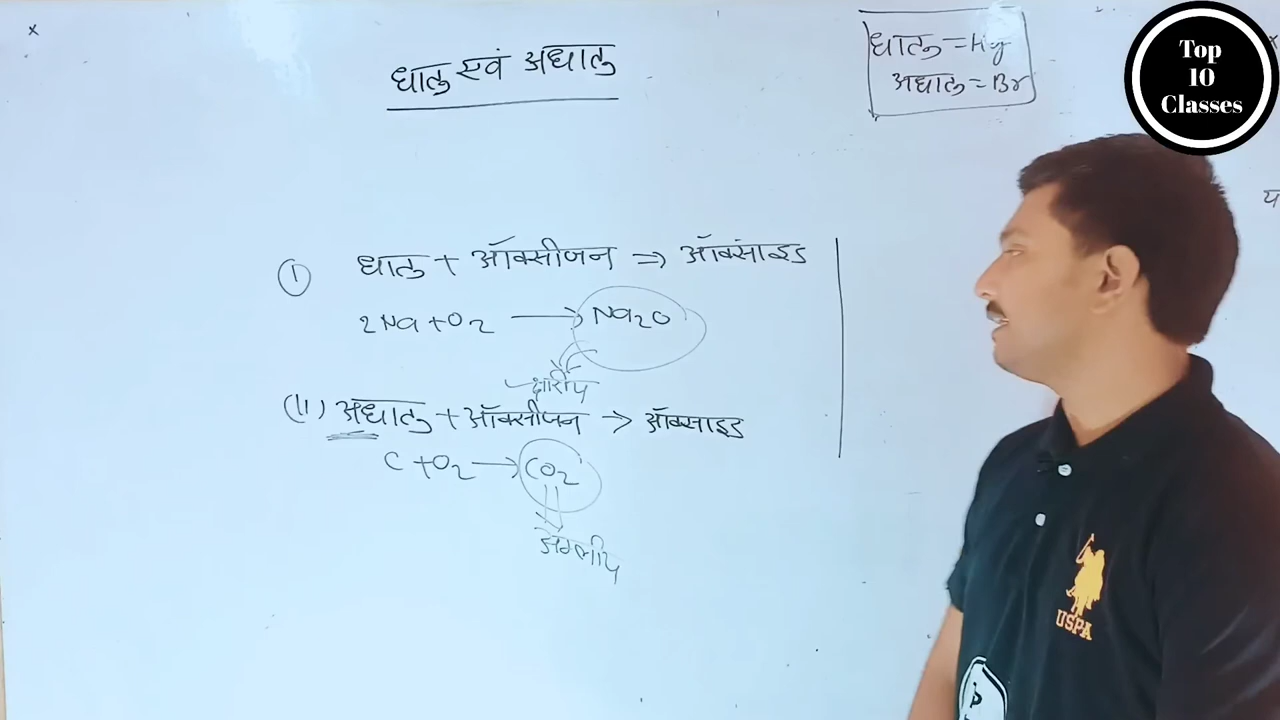 धातु एवं अधातु
धातु = Hg
अधातु = Br
Top
10
Classes
(I) धातु + ऑक्सीजन ⇒ ऑक्साइड
2Na + O2 → Na2O
क्षारीय
(II) अधातु + ऑक्सीजन → ऑक्साइड
C + O2 → CO2
अम्लीय
USPA